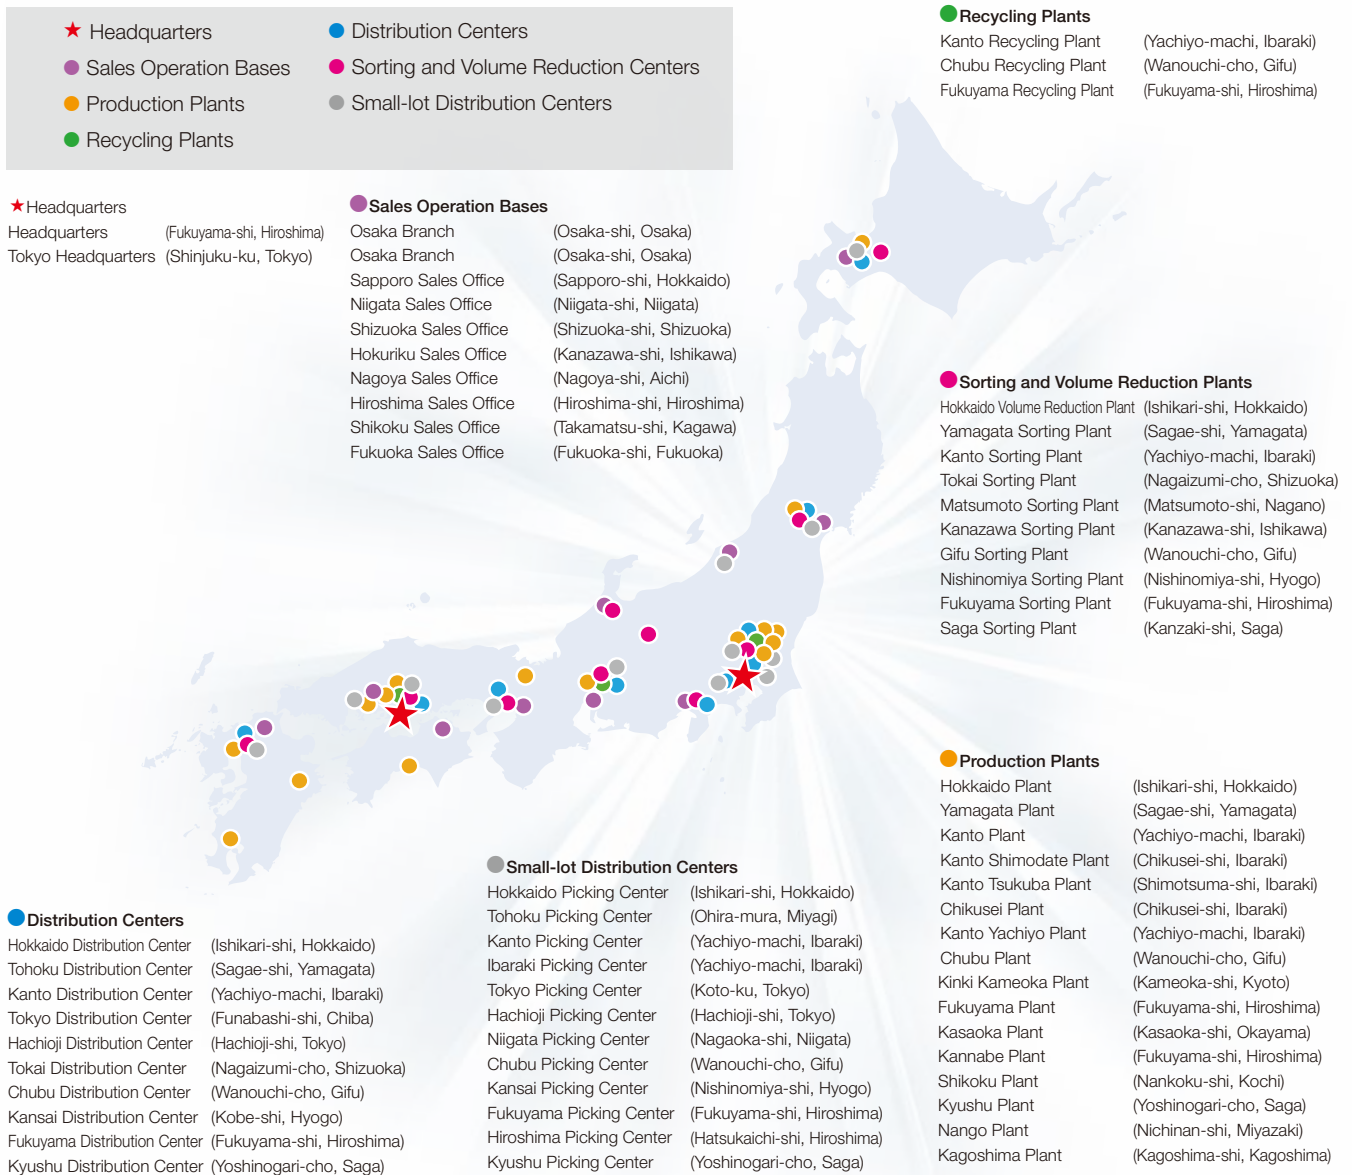 Headquarters
Sales Operation Bases
Production Plants
Recycling Plants
Distribution Centers
Sorting and Volume Reduction Centers
Small-lot Distribution Centers
Headquarters
Headquarters (Fukuyama-shi, Hiroshima)
Tokyo Headquarters (Shinjuku-ku, Tokyo)
Sales Operation Bases
Osaka Branch (Osaka-shi, Osaka)
Osaka Branch (Osaka-shi, Osaka)
Sapporo Sales Office (Sapporo-shi, Hokkaido)
Niigata Sales Office (Niigata-shi, Niigata)
Shizuoka Sales Office (Shizuoka-shi, Shizuoka)
Hokuriku Sales Office (Kanazawa-shi, Ishikawa)
Nagoya Sales Office (Nagoya-shi, Aichi)
Hiroshima Sales Office (Hiroshima-shi, Hiroshima)
Shikoku Sales Office (Takamatsu-shi, Kagawa)
Fukuoka Sales Office (Fukuoka-shi, Fukuoka)
Recycling Plants
Kanto Recycling Plant (Yachiyo-machi, Ibaraki)
Chubu Recycling Plant (Wanouchi-cho, Gifu)
Fukuyama Recycling Plant (Fukuyama-shi, Hiroshima)
Sorting and Volume Reduction Plants
Hokkaido Volume Reduction Plant (Ishikari-shi, Hokkaido)
Yamagata Sorting Plant (Sagae-shi, Yamagata)
Kanto Sorting Plant (Yachiyo-machi, Ibaraki)
Tokai Sorting Plant (Nagaizumi-cho, Shizuoka)
Matsumoto Sorting Plant (Matsumoto-shi, Nagano)
Kanazawa Sorting Plant (Kanazawa-shi, Ishikawa)
Gifu Sorting Plant (Wanouchi-cho, Gifu)
Nishinomiya Sorting Plant (Nishinomiya-shi, Hyogo)
Fukuyama Sorting Plant (Fukuyama-shi, Hiroshima)
Saga Sorting Plant (Kanzaki-shi, Saga)
Production Plants
Hokkaido Plant (Ishikari-shi, Hokkaido)
Yamagata Plant (Sagae-shi, Yamagata)
Kanto Plant (Yachiyo-machi, Ibaraki)
Kanto Shimodate Plant (Chikusei-shi, Ibaraki)
Kanto Tsukuba Plant (Shimotsuma-shi, Ibaraki)
Chikusei Plant (Chikusei-shi, Ibaraki)
Kanto Yachiyo Plant (Yachiyo-machi, Ibaraki)
Chubu Plant (Wanouchi-cho, Gifu)
Kinki Kameoka Plant (Kameoka-shi, Kyoto)
Fukuyama Plant (Fukuyama-shi, Hiroshima)
Kasaoka Plant (Kasaoka-shi, Okayama)
Kannabe Plant (Fukuyama-shi, Hiroshima)
Shikoku Plant (Nankoku-shi, Kochi)
Kyushu Plant (Yoshinogari-cho, Saga)
Nango Plant (Nichinan-shi, Miyazaki)
Kagoshima Plant (Kagoshima-shi, Kagoshima)
Small-lot Distribution Centers
Hokkaido Picking Center (Ishikari-shi, Hokkaido)
Tohoku Picking Center (Ohira-mura, Miyagi)
Kanto Picking Center (Yachiyo-machi, Ibaraki)
Ibaraki Picking Center (Yachiyo-machi, Ibaraki)
Tokyo Picking Center (Koto-ku, Tokyo)
Hachioji Picking Center (Hachioji-shi, Tokyo)
Niigata Picking Center (Nagaoka-shi, Niigata)
Chubu Picking Center (Wanouchi-cho, Gifu)
Kansai Picking Center (Nishinomiya-shi, Hyogo)
Fukuyama Picking Center (Fukuyama-shi, Hiroshima)
Hiroshima Picking Center (Hatsukaichi-shi, Hiroshima)
Kyushu Picking Center (Yoshinogari-cho, Saga)
Distribution Centers
Hokkaido Distribution Center (Ishikari-shi, Hokkaido)
Tohoku Distribution Center (Sagae-shi, Yamagata)
Kanto Distribution Center (Yachiyo-machi, Ibaraki)
Tokyo Distribution Center (Funabashi-shi, Chiba)
Hachioji Distribution Center (Hachioji-shi, Tokyo)
Tokai Distribution Center (Nagaizumi-cho, Shizuoka)
Chubu Distribution Center (Wanouchi-cho, Gifu)
Kansai Distribution Center (Kobe-shi, Hyogo)
Fukuyama Distribution Center (Fukuyama-shi, Hiroshima)
Kyushu Distribution Center (Yoshinogari-cho, Saga)